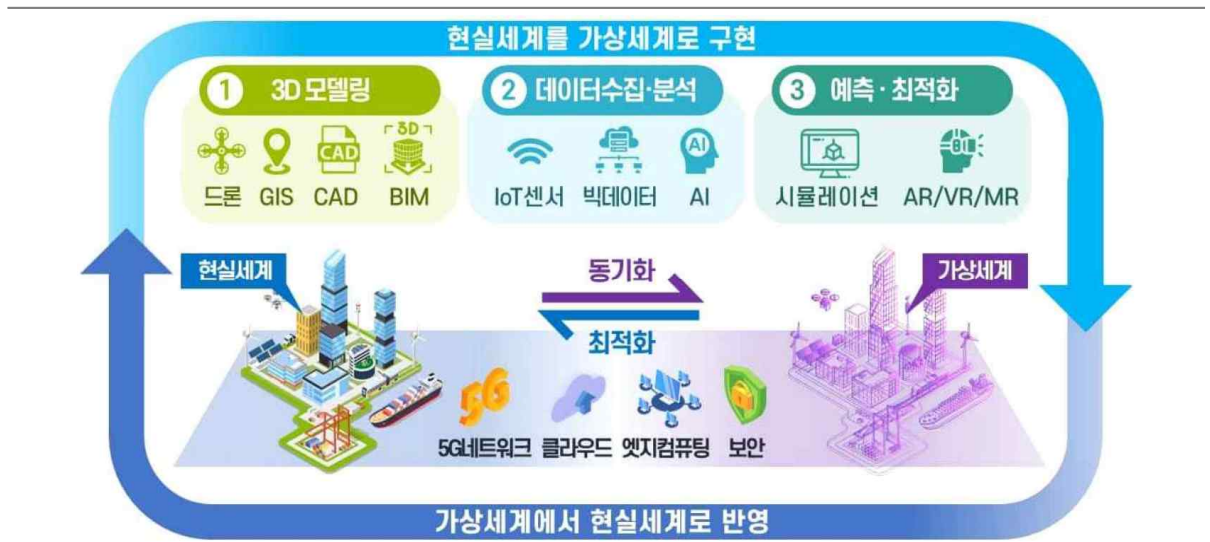 현실세계를 가상세계로 구현
1 3D 모델링
드론 GIS CAD BIM
CAD
3D
2 데이터수집·분석
IoT센서 빅데이터 AI
AI
3 예측·최적화
시뮬레이션 AR/VR/MR
현실세계
동기화
최적화
가상세계
5G
5G네트워크 클라우드 엣지컴퓨팅 보안
가상세계에서 현실세계로 반영